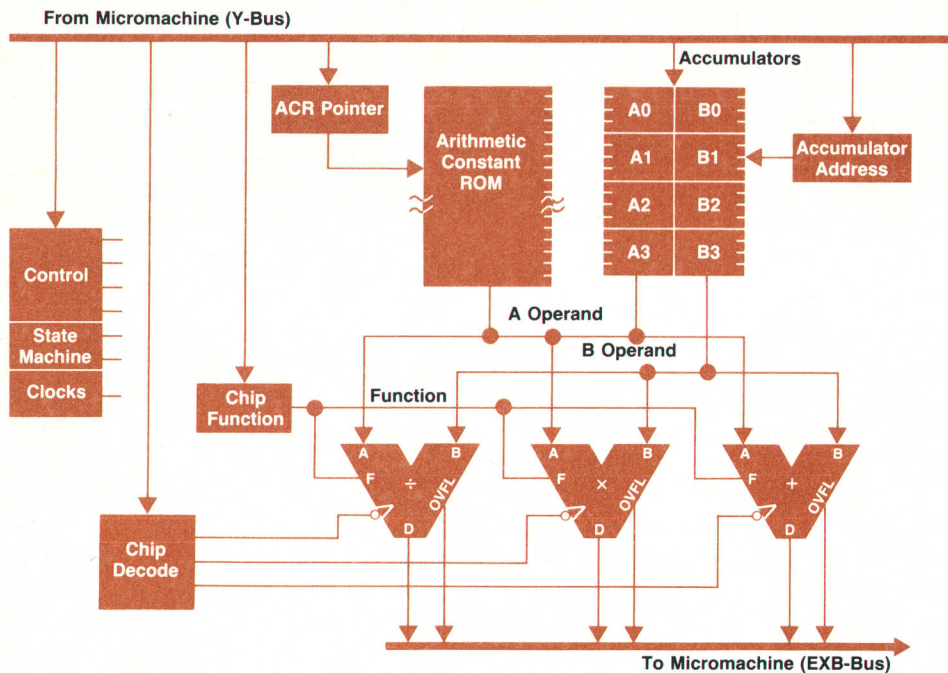 From Micromachine (Y-Bus)
Accumulators
ACR Pointer
Arithmetic
Constant
ROM
A0 B0
A1 B1
A2 B2
A3 B3
Accumulator
Address
Control
State
Machine
Clocks
A Operand
B Operand
Chip
Function
Function
A B
F
÷
OVFL
D
A B
F
×
OVFL
D
A B
F
+
OVFL
D
Chip
Decode
To Micromachine (EXB-Bus)